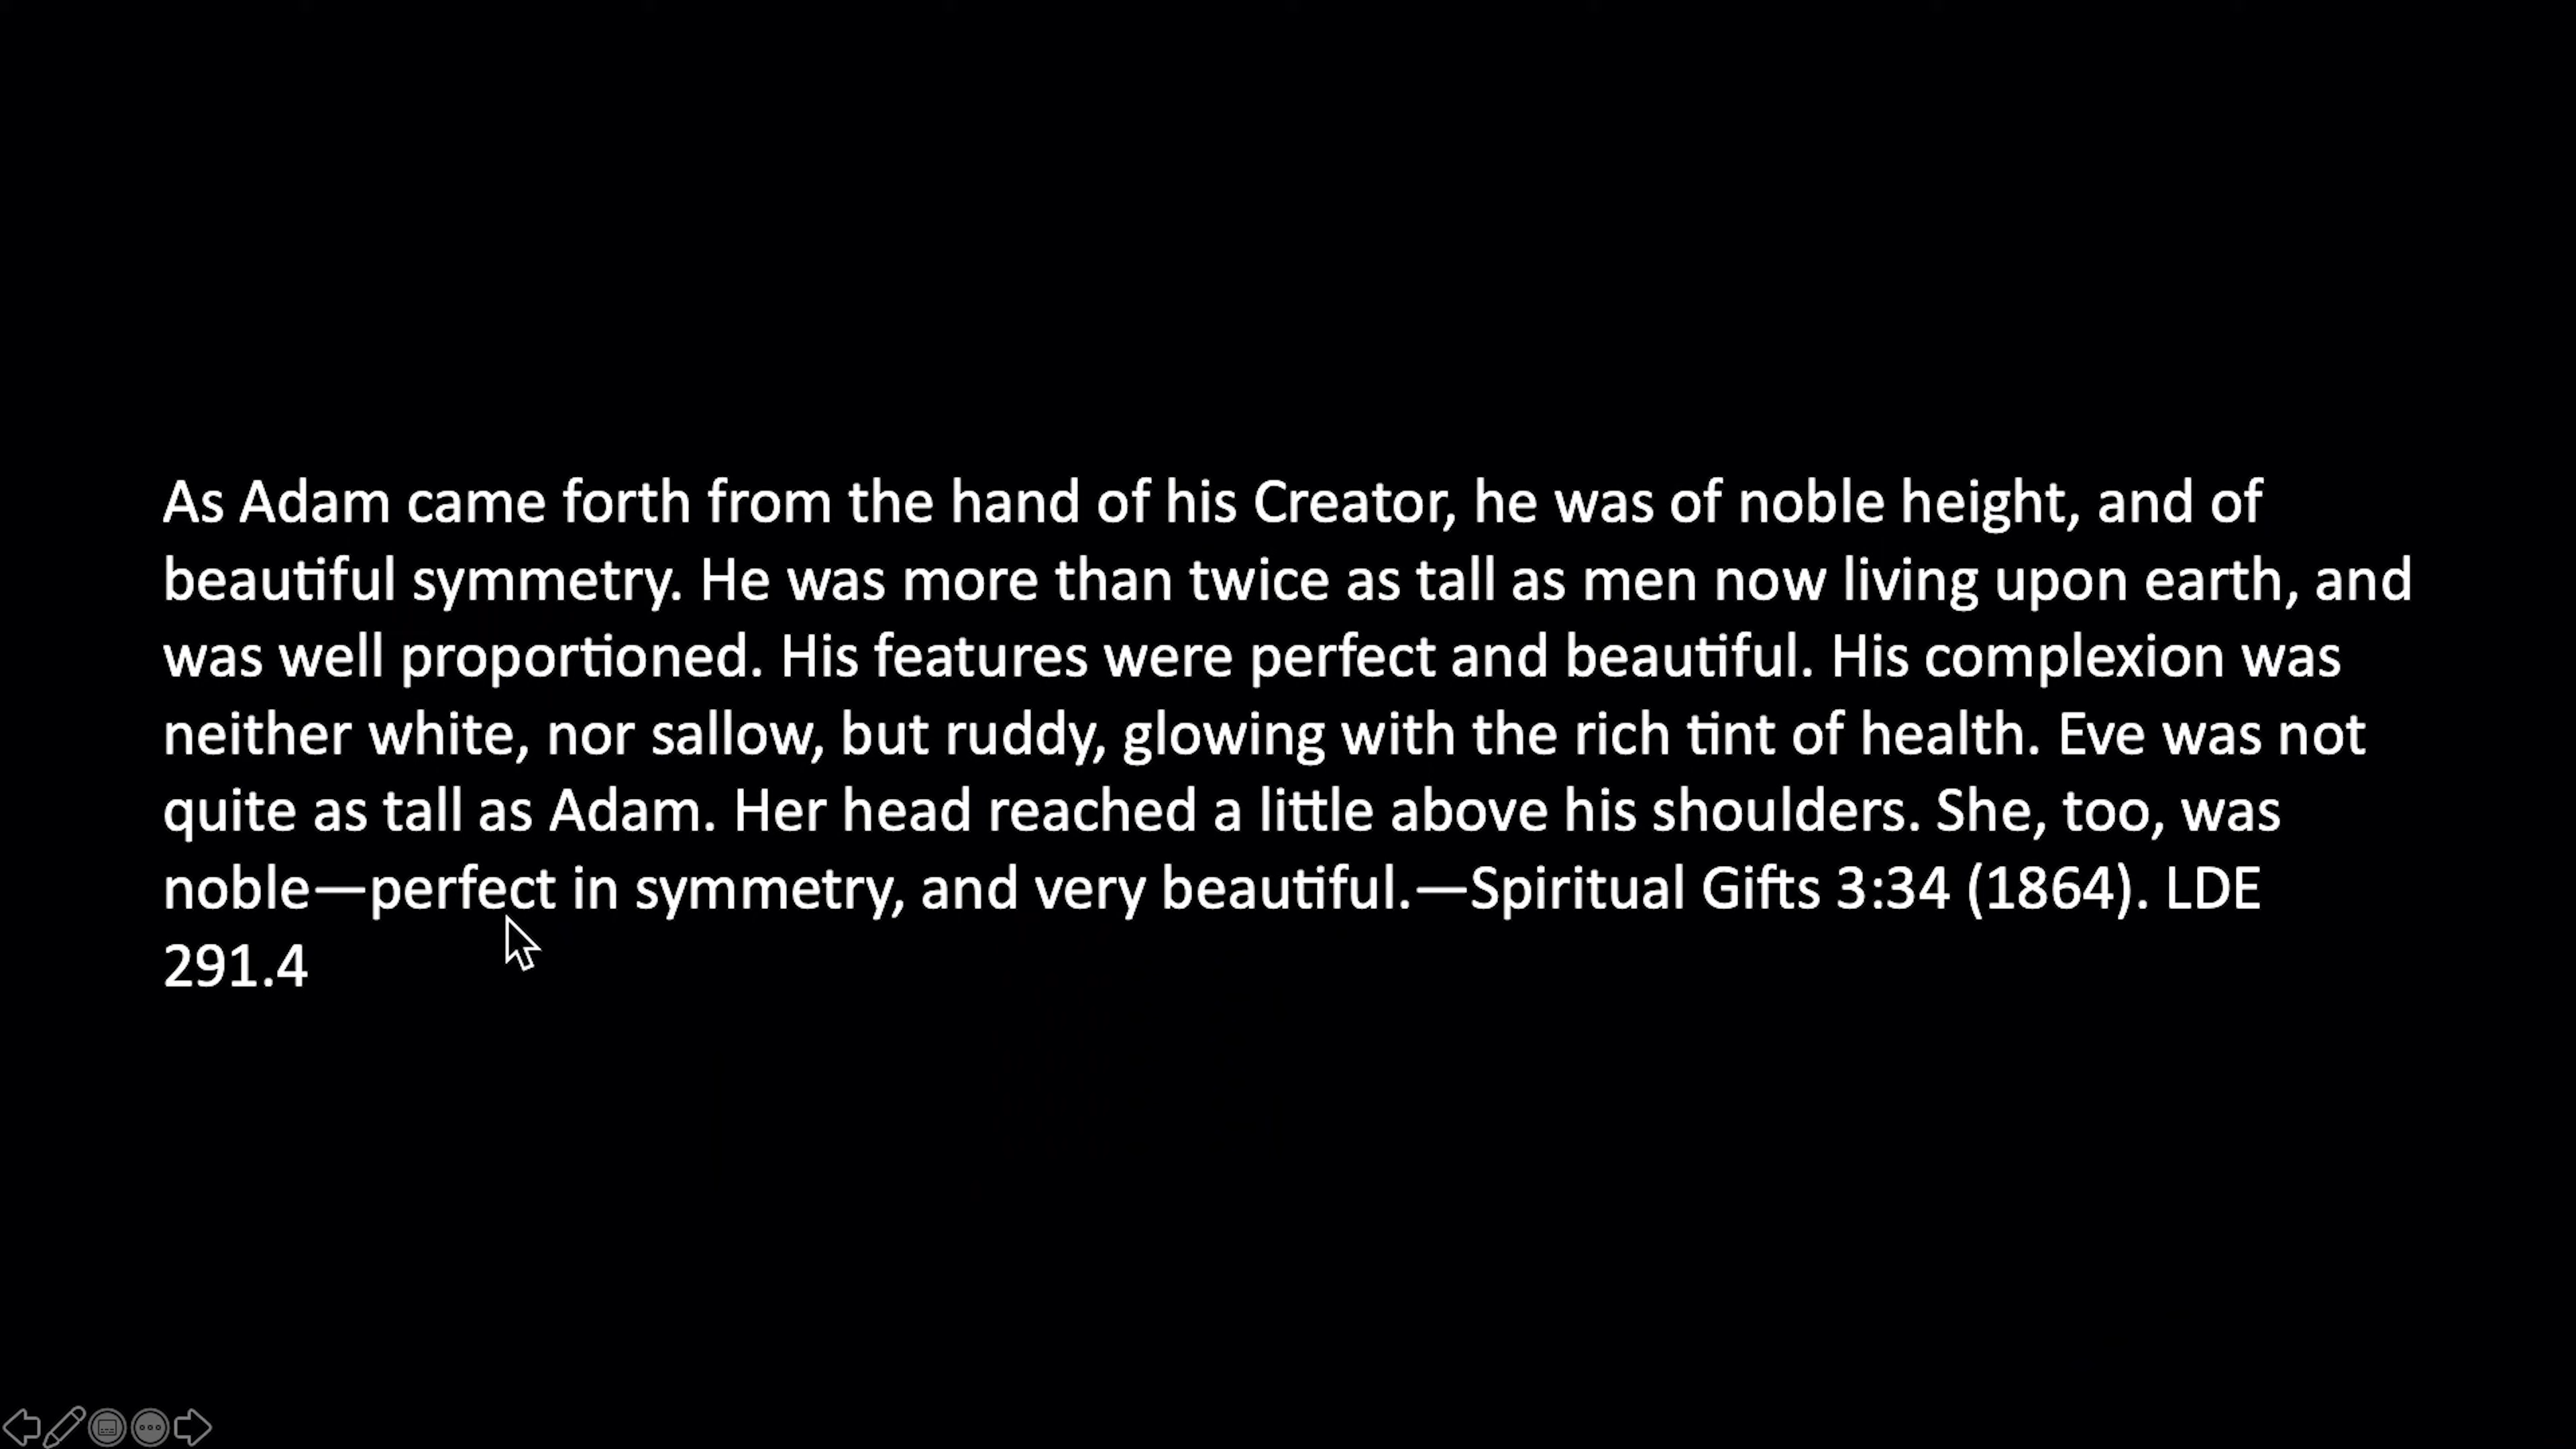 As Adam came forth from the hand of his Creator, he was of noble height, and of
beautiful symmetry. He was more than twice as tall as men now living upon earth, and
was well proportioned. His features were perfect and beautiful. His complexion was
neither white, nor sallow, but ruddy, glowing with the rich tint of health. Eve was not
quite as tall as Adam. Her head reached a little above his shoulders. She, too, was
noble—perfect in symmetry, and very beautiful.—Spiritual Gifts 3:34 (1864). LDE
291.4